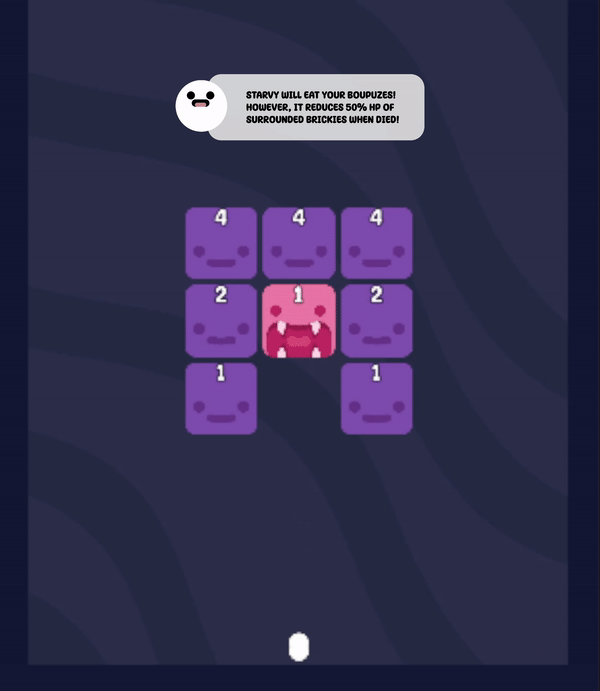 STARVY WILL EAT YOUR BOUPUZES!
HOWEVER, IT REDUCES 50% HP OF
SURROUNDED BRICKIES WHEN DIED!
4 4 4
2 1 2
1 1